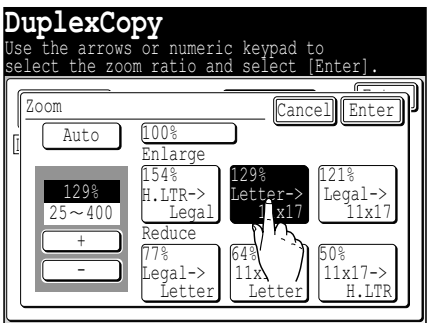 DuplexCopy
Use the arrows or numeric keypad to
select the zoom ratio and select [Enter].
Zoom
Cancel
Enter
Auto
100%
Enlarge
154%
H.LTR->
Legal
129%
Letter->
11x17
121%
Legal->
11x17
129%
25～400
+
-
Reduce
77%
Legal->
Letter
64%
Letter
50%
11x17->
H.LTR